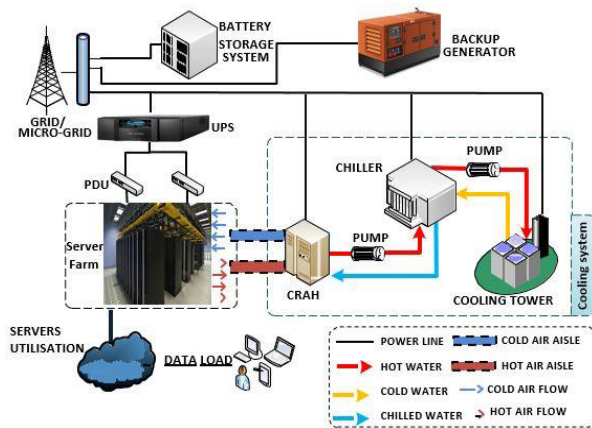 BATTERY
STORAGE
SYSTEM
BACKUP
GENERATOR
GRID/
MICRO-GRID
UPS
PDU
CHILLER
PUMP
Server
Farm
PUMP
CRAH
COOLING TOWER
Cooling system
SERVERS
UTILISATION
DATA LOAD
POWER LINE
COLD AIR AISLE
HOT WATER
HOT AIR AISLE
COLD WATER
COLD AIR FLOW
CHILLED WATER
HOT AIR FLOW